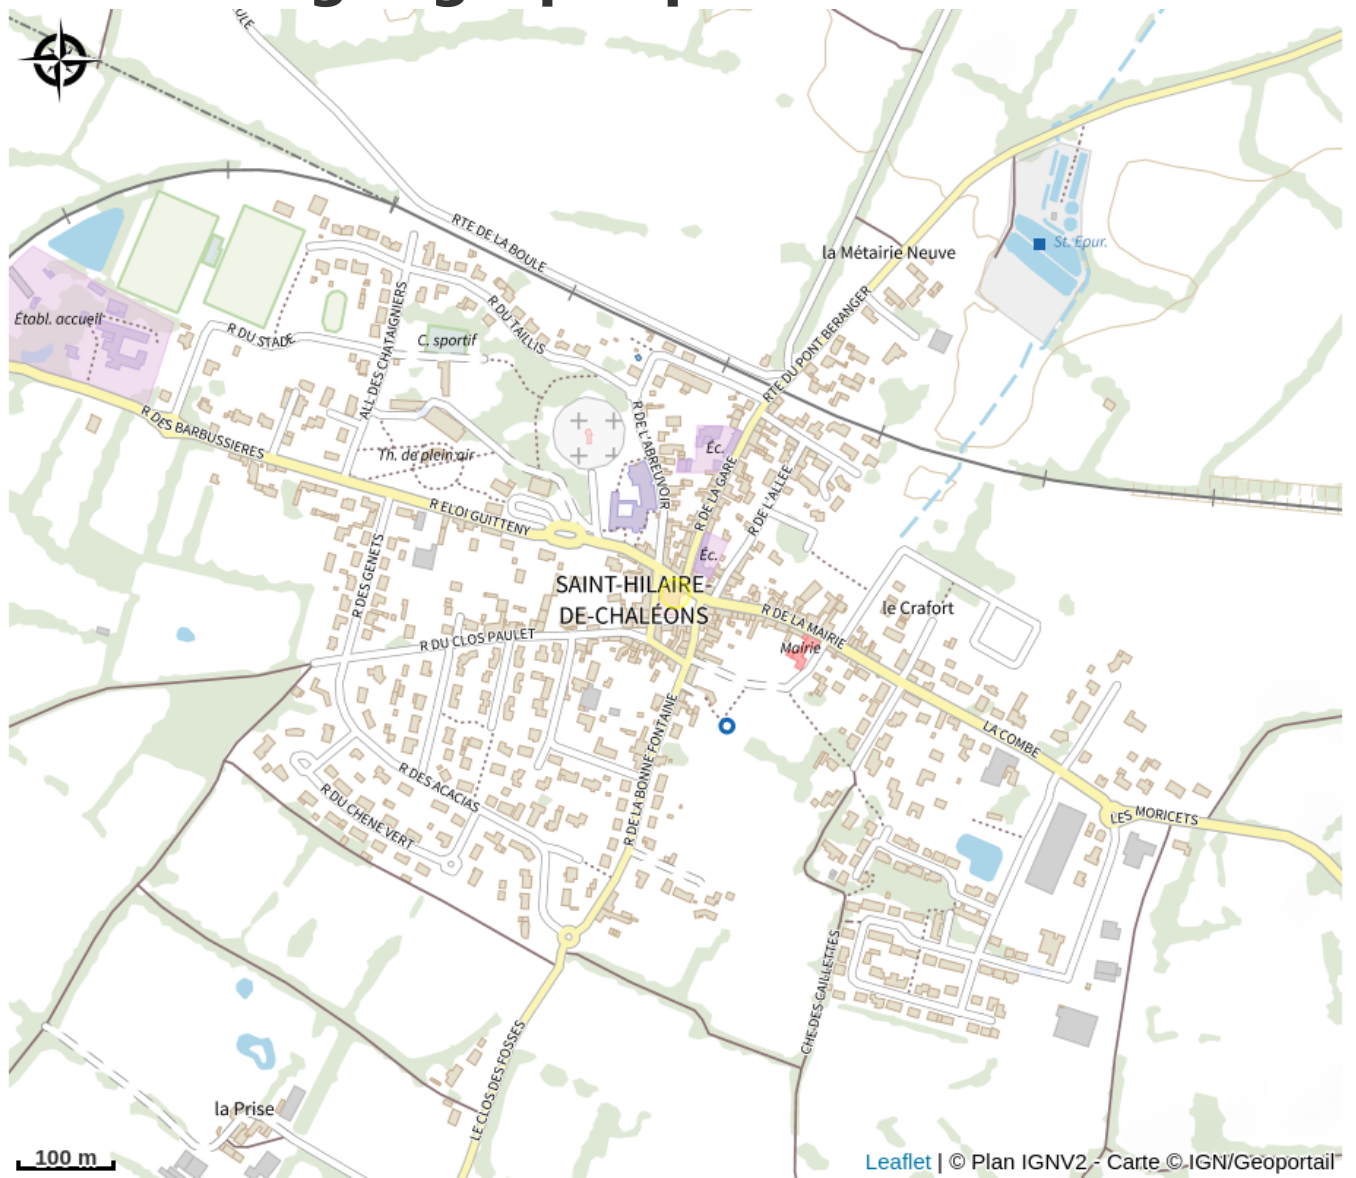 RTE DE LA BOULE
la Métairie Neuve
St. Epur.
RTE DU PONT BERANGER
Établ. accueil
R DU STADE
ALL DES CHATAIGNIERS
C. sportif
R DU TAILLIS
R DES BARBUSSIERES
Th. de plein air
R DE L'ABREUVOIR
Éc.
R DE LA GARE
R DE L'ALLEE
R ELOI GUITTENY
Éc.
R DES GENETS
SAINT-HILAIRE-
DE-CHALÉONS
R DE LA MAIRIE
le Crafort
Mairie
R DU CLOS PAULET
LA COMBE
R DE LA BONNE FONTAINE
R DES ACACIAS
R DU CHENE VERT
LES MORICETS
CHE DES CAILLETTES
LE CLOS DES FOSSES
la Prise
100 m
Leaflet | © Plan IGNV2 - Carte © IGN/Geoportail